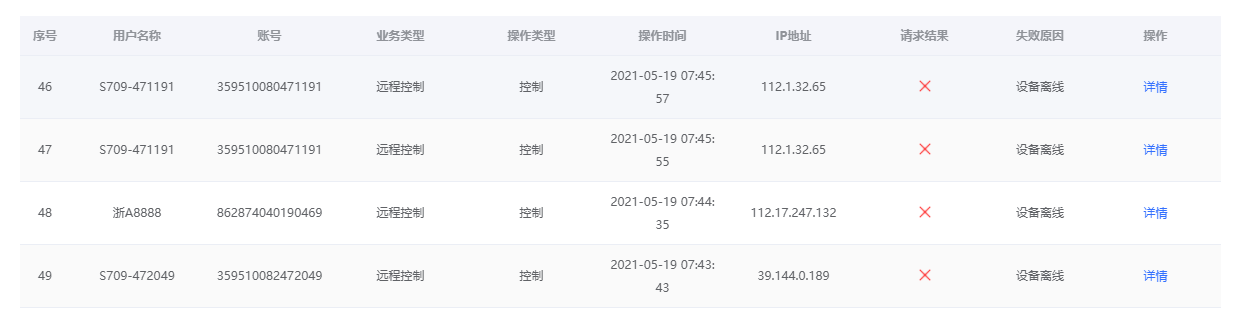 序号 用户名称 账号 业务类型 操作类型 操作时间 IP地址 请求结果 失败原因 操作
46 S709-471191 359510080471191 远程控制 控制 2021-05-19 07:45: 112.1.32.65 设备离线 详情
57
47 S709-471191 359510080471191 远程控制 控制 2021-05-19 07:45: 112.1.32.65 设备离线 详情
55
48 浙A8888 862874040190469 远程控制 控制 2021-05-19 07:44: 112.17.247.132 设备离线 详情
35
49 S709-472049 359510082472049 远程控制 控制 2021-05-19 07:43: 39.144.0.189 设备离线 详情
43